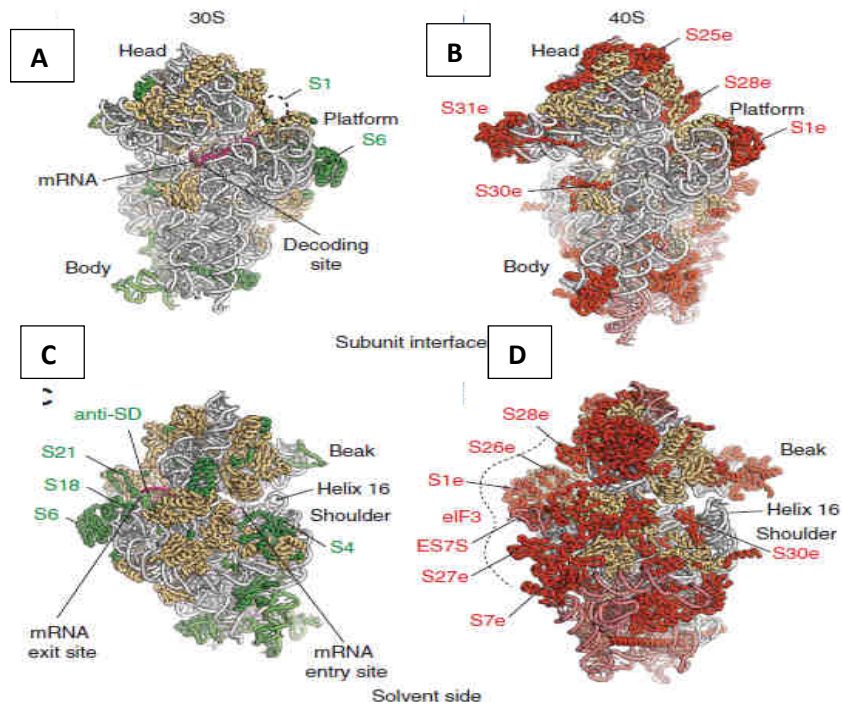 30S
40S
A
Head
S1
Platform
S6
mRNA
Decoding
site
Body
B
Head
S25e
S28e
Platform
S31e
S1e
S30e
Body
Subunit interface
C
C
anti-SD
S21
S18
S6
Beak
Helix 16
Shoulder
S4
mRNA
exit site
mRNA
entry site
D
S28e
S26e
S1e
eIF3
ES7S
S27e
S7e
Beak
Helix 16
Shoulder
S30e
Solvent side